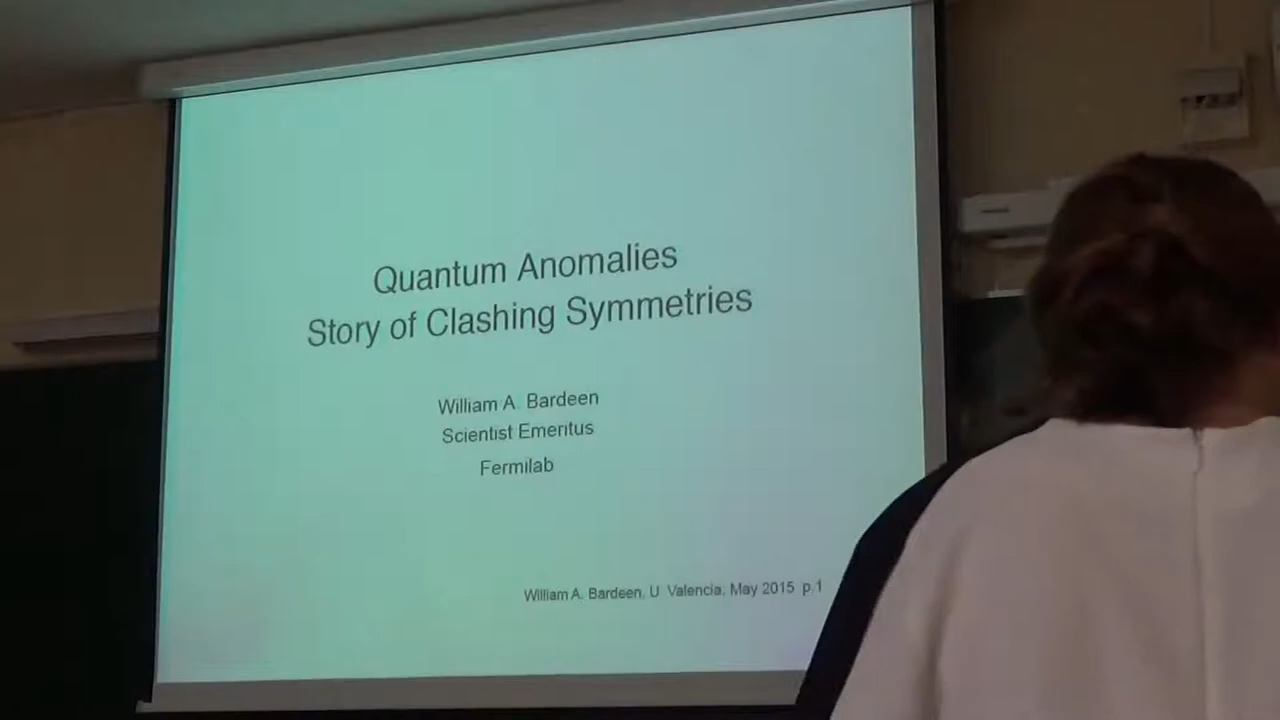 Quantum Anomalies
Story of Clashing Symmetries
William A. Bardeen
Scientist Emeritus
Fermilab
William A. Bardeen, U. Valencia, May 2015 p.1